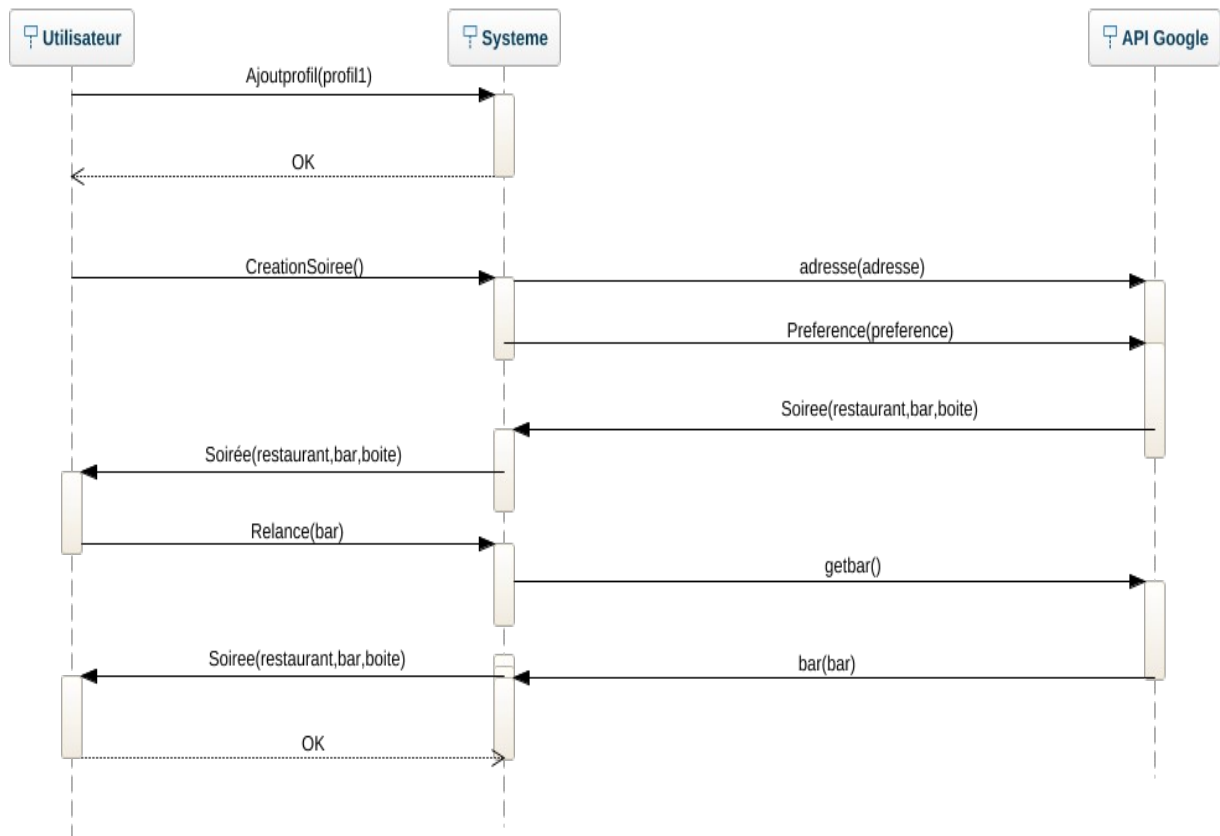 Utilisateur
Systeme
API Google
Ajoutprofil(profil1)
OK
CreationSoiree()
adresse(adresse)
Preference(preference)
Soiree(restaurant,bar,boite)
Soirée(restaurant,bar,boite)
Relance(bar)
getbar()
Soiree(restaurant,bar,boite)
bar(bar)
OK